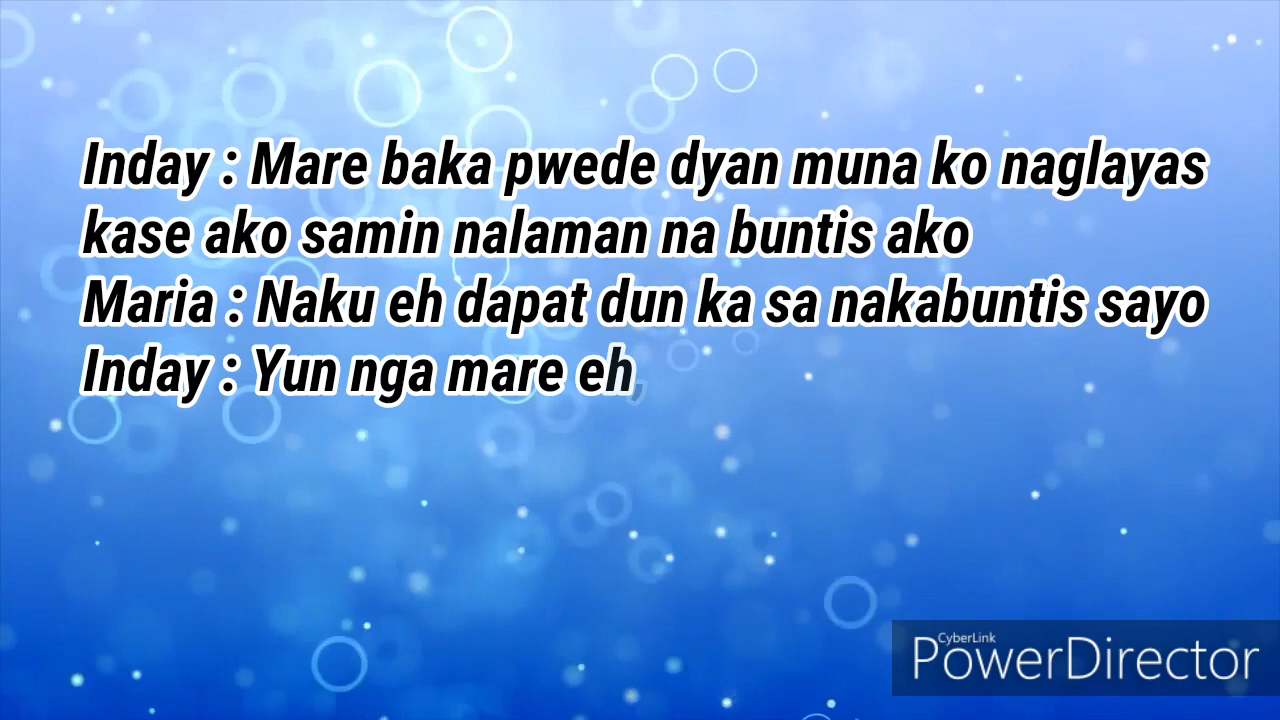 Inday : Mare baka pwede dyan muna ko naglayas
kase ako samin nalaman na buntis ako
Maria : Naku eh dapat dun ka sa nakabuntis sayo
Inday : Yun nga mare eh,
CyberLink
PowerDirector